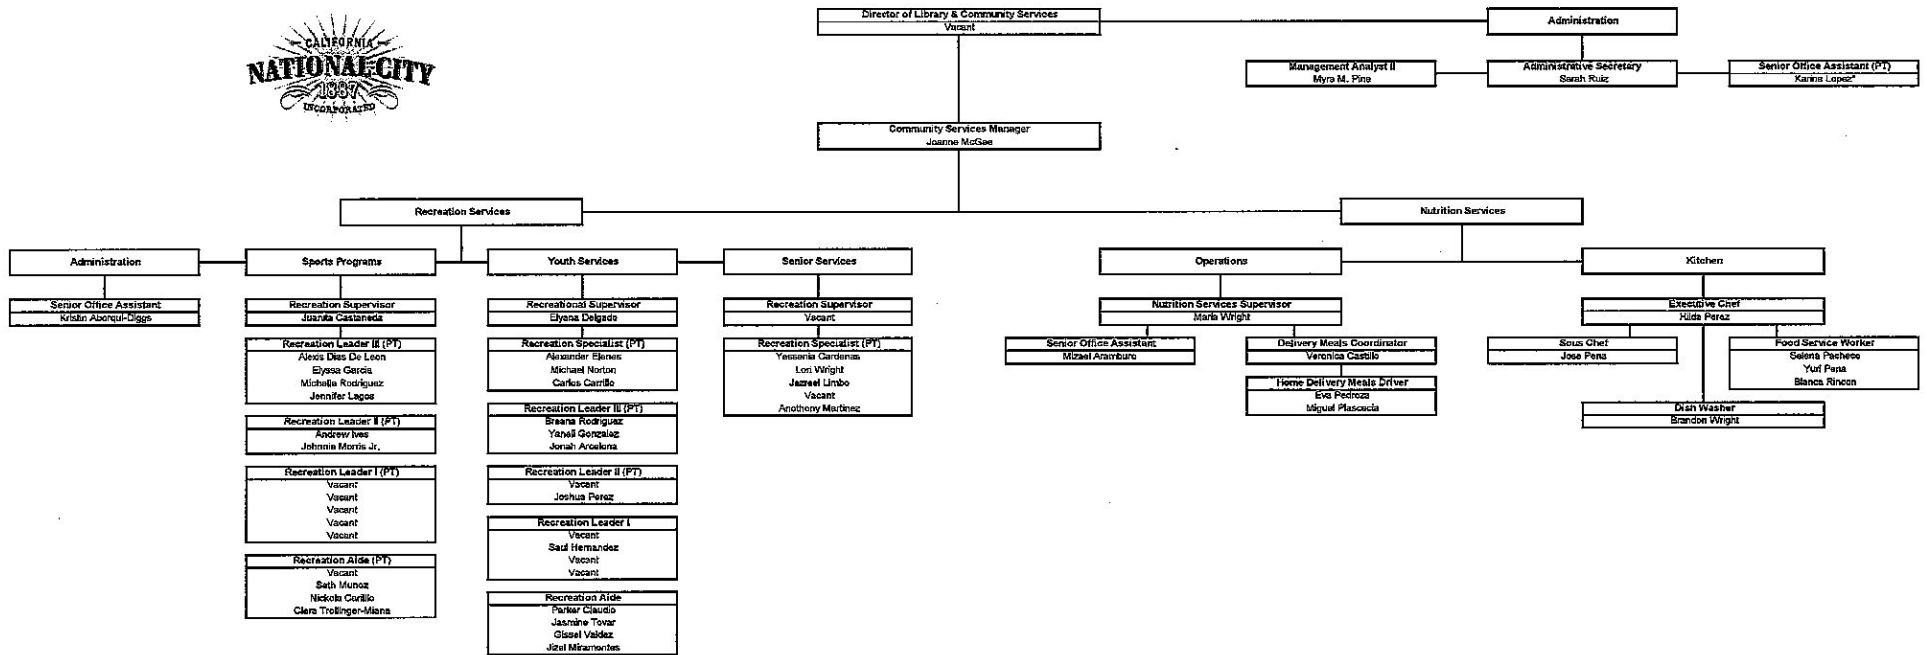 CALIFORNIA
NATIONAL CITY
1887
INCORPORATED
Director of Library & Community Services
Vacant
Administration
Management Analyst II
Myra M. Pine
Administrative Secretary
Sarah Ruiz
Senior Office Assistant (PT)
Karina Lopez*
Community Services Manager
Joanne McGee
Recreation Services
Nutrition Services
Administration
Senior Office Assistant
Kristin Aborqui-Diggs
Sports Programs
Recreation Supervisor
Juanita Castaneda
Recreation Leader III (PT)
Alexis Dias De Leon
Elyssa Garcia
Michelle Rodriguez
Jennifer Lagos
Recreation Leader II (PT)
Andrew Ives
Johnnie Morris Jr.
Recreation Leader I (PT)
Vacant
Vacant
Vacant
Vacant
Vacant
Recreation Aide (PT)
Vacant
Seth Munoz
Nickola Carillo
Clara Trollinger-Miana
Youth Services
Recreational Supervisor
Elyana Delgado
Recreation Specialist (PT)
Alexander Elenes
Michael Norton
Carlos Carrillo
Recreation Leader III (PT)
Breana Rodriguez
Yaneli Gonzalez
Jonah Arcelona
Recreation Leader II (PT)
Vacant
Joshua Perez
Recreation Leader I
Vacant
Saul Hernandez
Vacant
Vacant
Recreation Aide
Parker Claudio
Jasmine Tovar
Gissel Valdez
Jizel Miramontes
Senior Services
Recreation Supervisor
Vacant
Recreation Specialist (PT)
Yessenia Cardenas
Lori Wright
Jazreel Limbo
Vacant
Anothony Martinez
Operations
Nutrition Services Supervisor
Maria Wright
Senior Office Assistant
Mizael Aramburo
Delivery Meals Coordinator
Veronica Castillo
Home Delivery Meals Driver
Eva Pedroza
Miguel Plascecia
Kitchen
Executive Chef
Hilda Perez
Sous Chef
Jose Pena
Food Service Worker
Selena Pacheco
Yuri Pena
Blanca Rincon
Dish Washer
Brandon Wright